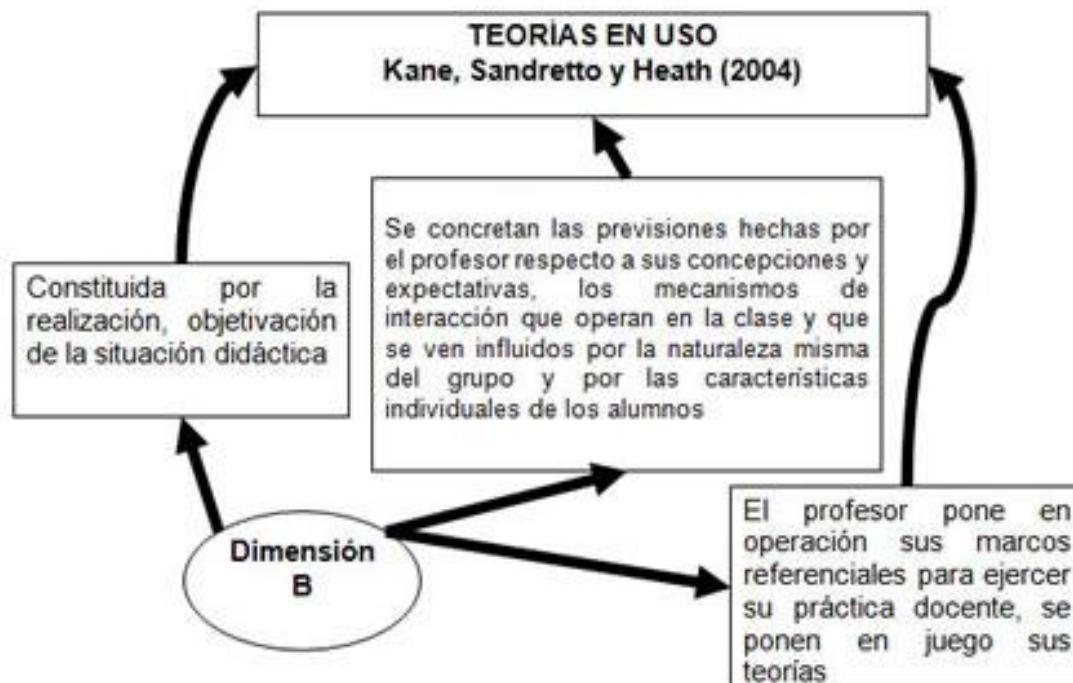 TEORÍAS EN USO
Kane, Sandretto y Heath (2004)
Se concretan las previsiones hechas por
el profesor respecto a sus concepciones y
expectativas, los mecanismos de
interacción que operan en la clase y que
se ven influidos por la naturaleza misma
del grupo y por las características
individuales de los alumnos
Constituida por la
realización, objetivación
de la situación didáctica
El profesor pone en
operación sus marcos
referenciales para ejercer
su práctica docente, se
ponen en juego sus
teorías
Dimensión
B